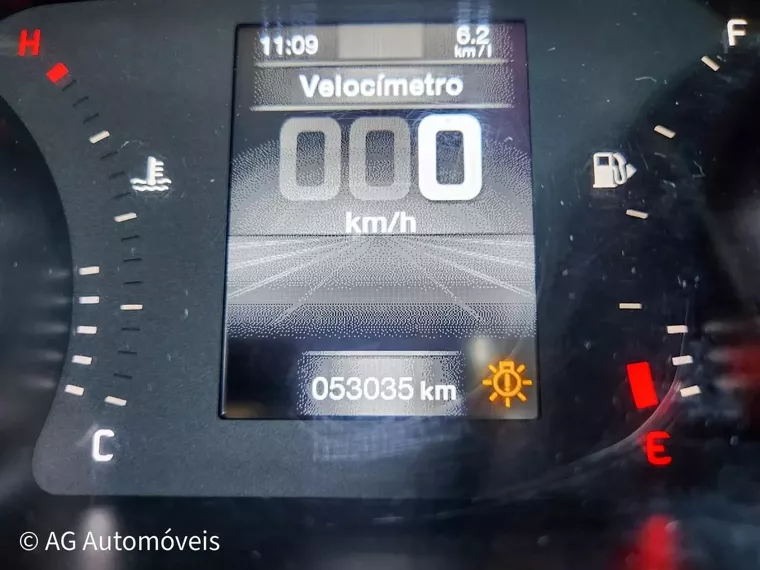 H
11:09
6.2
km/l
F
Velocímetro
000
km/h
053035 km
C
E
© AG Automóveis